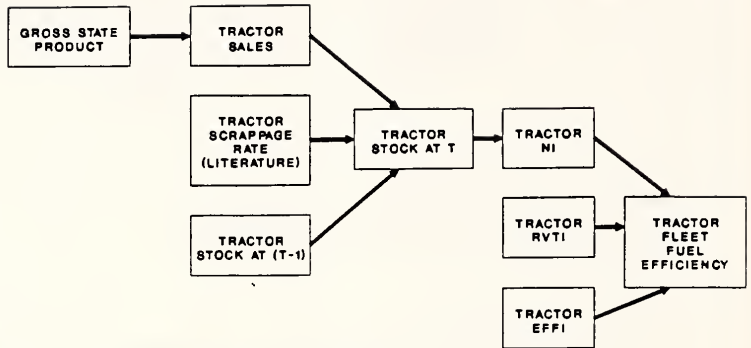 GROSS STATE
PRODUCT
TRACTOR
SALES
TRACTOR
SCRAPPAGE
RATE
(LITERATURE)
TRACTOR
STOCK AT (T-1)
TRACTOR
STOCK AT T
TRACTOR
NI
TRACTOR
RVTI
TRACTOR
EFFI
TRACTOR
FLEET
FUEL
EFFICIENCY